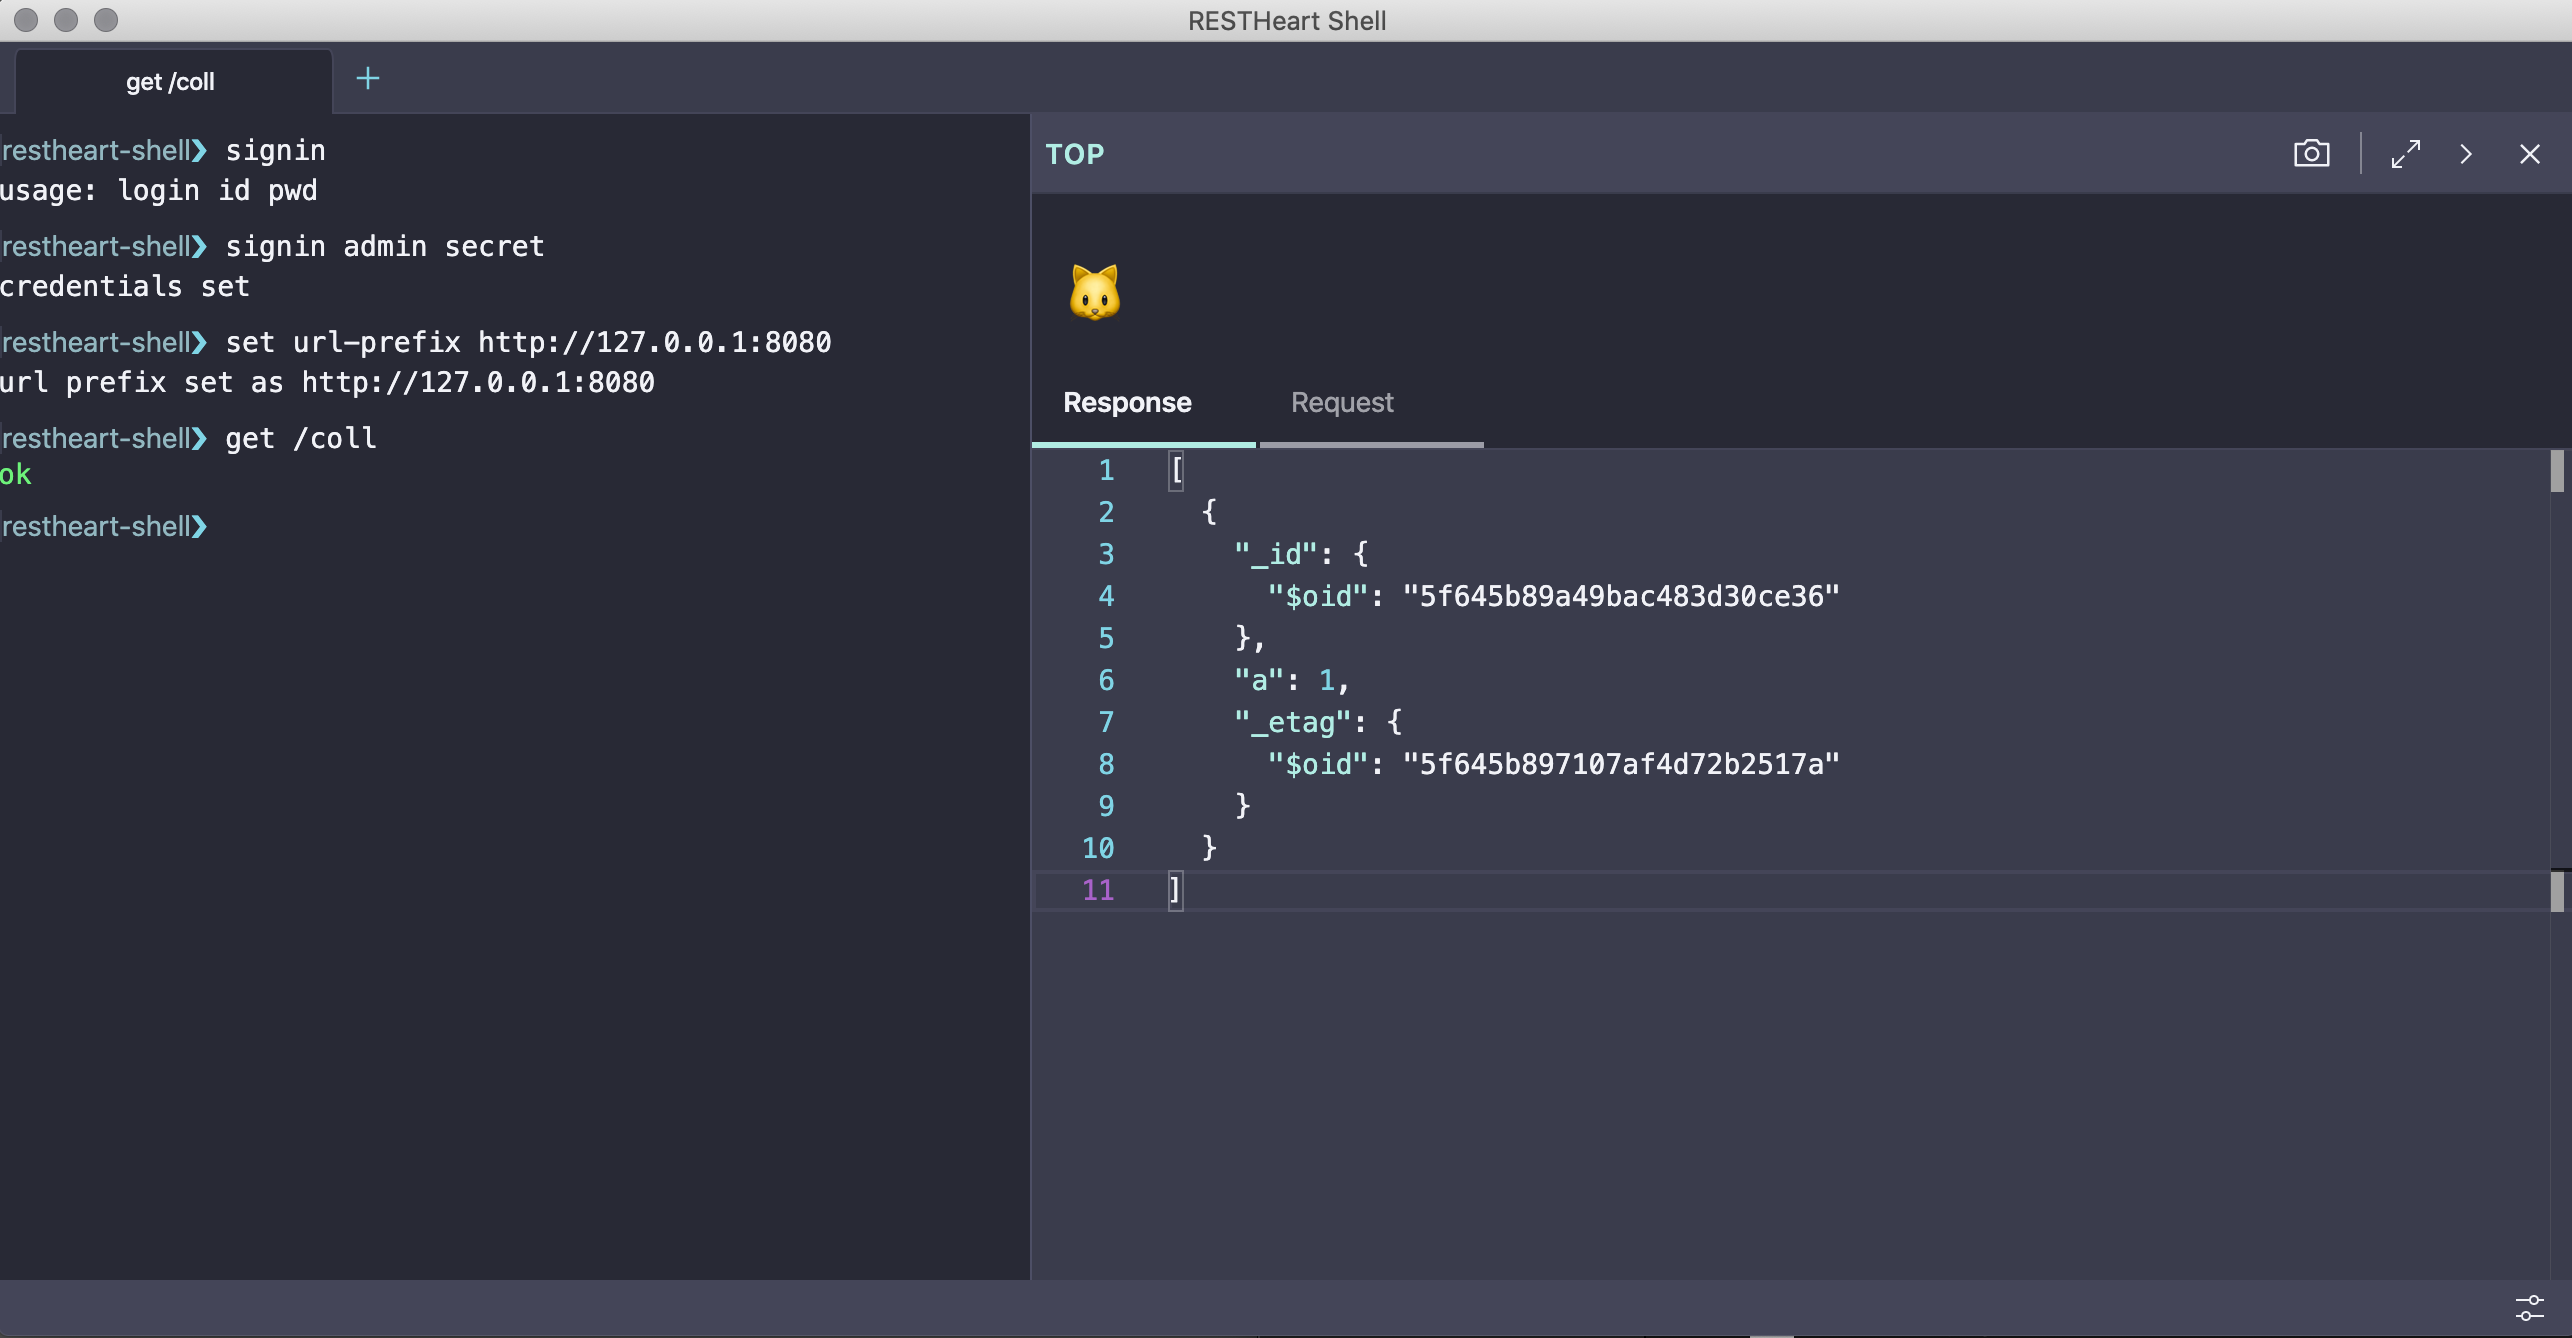 RESTHeart Shell
get /coll
restheart-shell❯ signin
usage: login id pwd
restheart-shell❯ signin admin secret
credentials set
restheart-shell❯ set url-prefix http://127.0.0.1:8080
url prefix set as http://127.0.0.1:8080
restheart-shell❯ get /coll
ok
restheart-shell❯
TOP
Response Request
1 [
2 {
3 "_id": {
4 "$oid": "5f645b89a49bac483d30ce36"
5 },
6 "a": 1,
7 "_etag": {
8 "$oid": "5f645b897107af4d72b2517a"
9 }
10 }
11 ]